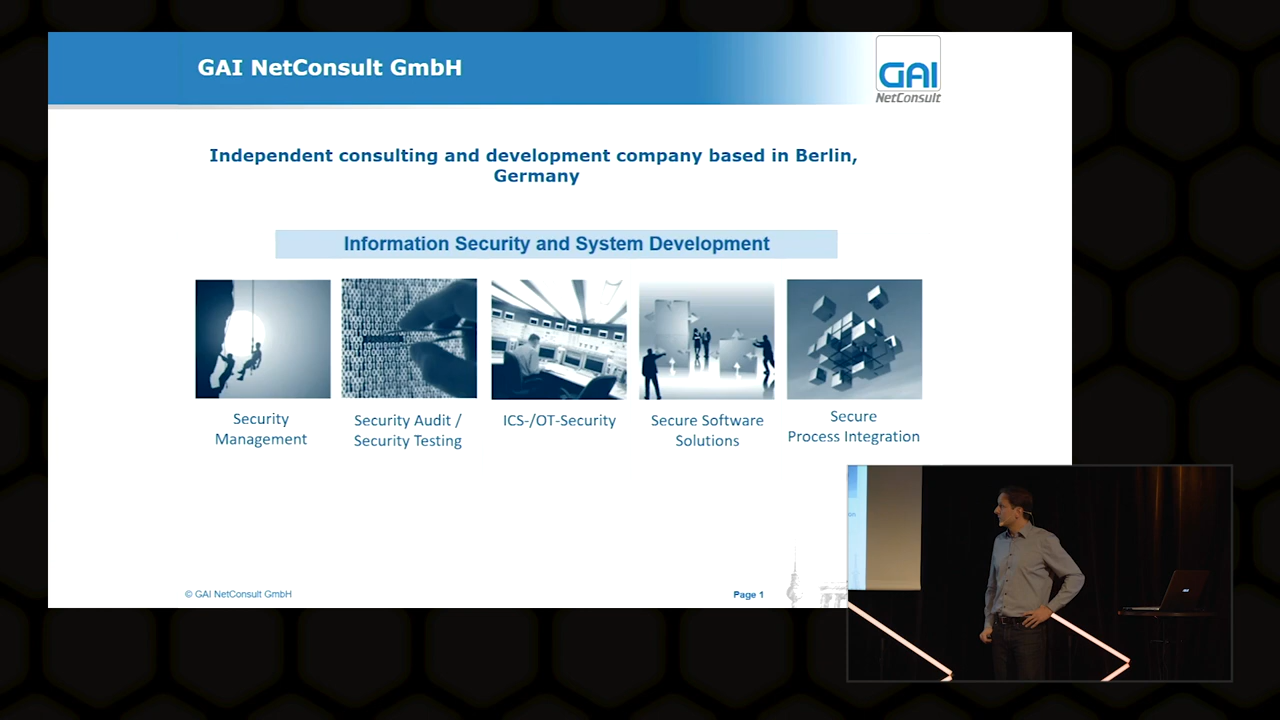 GAI NetConsult GmbH
GAI
NetConsult
Independent consulting and development company based in Berlin,
Germany
Information Security and System Development
Security
Management
Security Audit /
Security Testing
ICS-/OT-Security
Secure Software
Solutions
Secure
Process Integration
© GAI NetConsult GmbH
Page 1